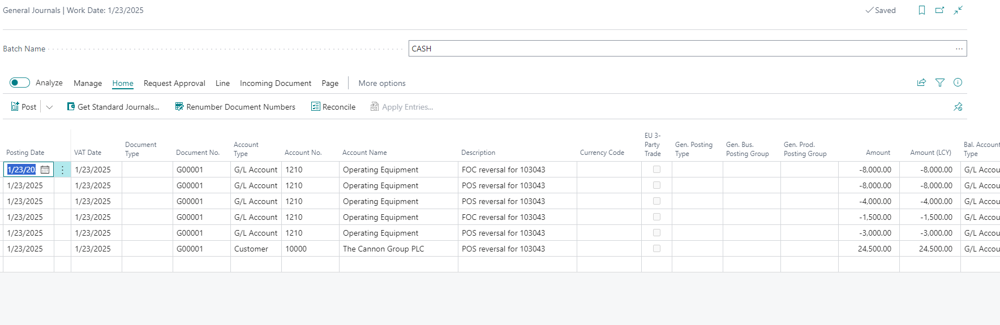 General Journals | Work Date: 1/23/2025
Saved
Batch Name
CASH
Analyze Manage Home Request Approval Line Incoming Document Page More options
Post Get Standard Journals... Renumber Document Numbers Reconcile Apply Entries...
Posting Date VAT Date Document Type Document No. Account Type Account No. Account Name Description Currency Code EU 3-Party Trade Gen. Posting Type Gen. Bus. Posting Group Gen. Prod. Posting Group Amount Amount (LCY) Bal. Account Type
1/23/20 1/23/2025 G00001 G/L Account 1210 Operating Equipment FOC reversal for 103043 -8,000.00 -8,000.00 G/L Accou
1/23/2025 1/23/2025 G00001 G/L Account 1210 Operating Equipment POS reversal for 103043 -8,000.00 -8,000.00 G/L Accou
1/23/2025 1/23/2025 G00001 G/L Account 1210 Operating Equipment POS reversal for 103043 -4,000.00 -4,000.00 G/L Accou
1/23/2025 1/23/2025 G00001 G/L Account 1210 Operating Equipment FOC reversal for 103043 -1,500.00 -1,500.00 G/L Accou
1/23/2025 1/23/2025 G00001 G/L Account 1210 Operating Equipment POS reversal for 103043 -3,000.00 -3,000.00 G/L Accou
1/23/2025 1/23/2025 G00001 Customer 10000 The Cannon Group PLC POS reversal for 103043 24,500.00 24,500.00 G/L Accou